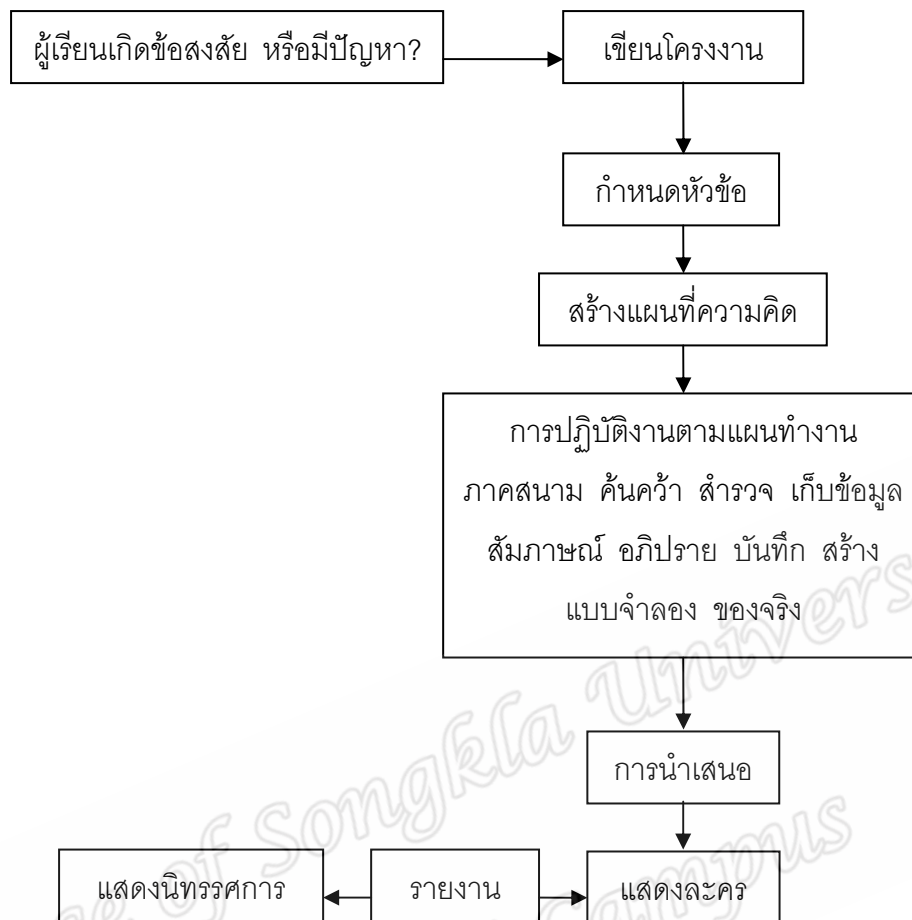 ผู้เรียนเกิดข้อสงสัย หรือมีปัญหา?
เขียนโครงงาน
กำหนดหัวข้อ
สร้างแผนที่ความคิด
การปฏิบัติงานตามแผนทำงาน
ภาคสนาม ค้นคว้า สำรวจ เก็บข้อมูล
สัมภาษณ์ อภิปราย บันทึก สร้าง
แบบจำลอง ของจริง
การนำเสนอ
แสดงนิทรรศการ
รายงาน
แสดงละคร
of Songkla Univers
Campus